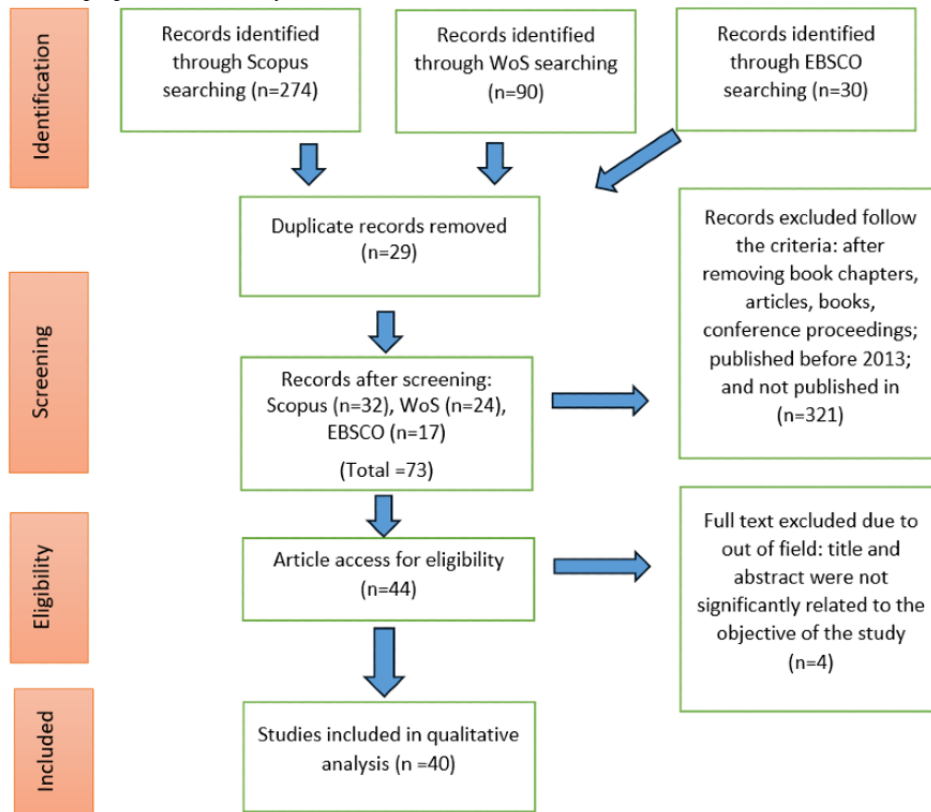 Identification
Records identified
through Scopus
searching (n=274)
Records identified
through WoS searching
(n=90)
Records identified
through EBSCO
searching (n=30)
Screening
Duplicate records removed
(n=29)
Records after screening:
Scopus (n=32), WoS (n=24),
EBSCO (n=17)
(Total =73)
Records excluded follow
the criteria: after
removing book chapters,
articles, books,
conference proceedings;
published before 2013;
and not published in
(n=321)
Eligibility
Article access for eligibility
(n=44)
Full text excluded due to
out of field: title and
abstract were not
significantly related to the
objective of the study
(n=4)
Included
Studies included in qualitative
analysis (n =40)